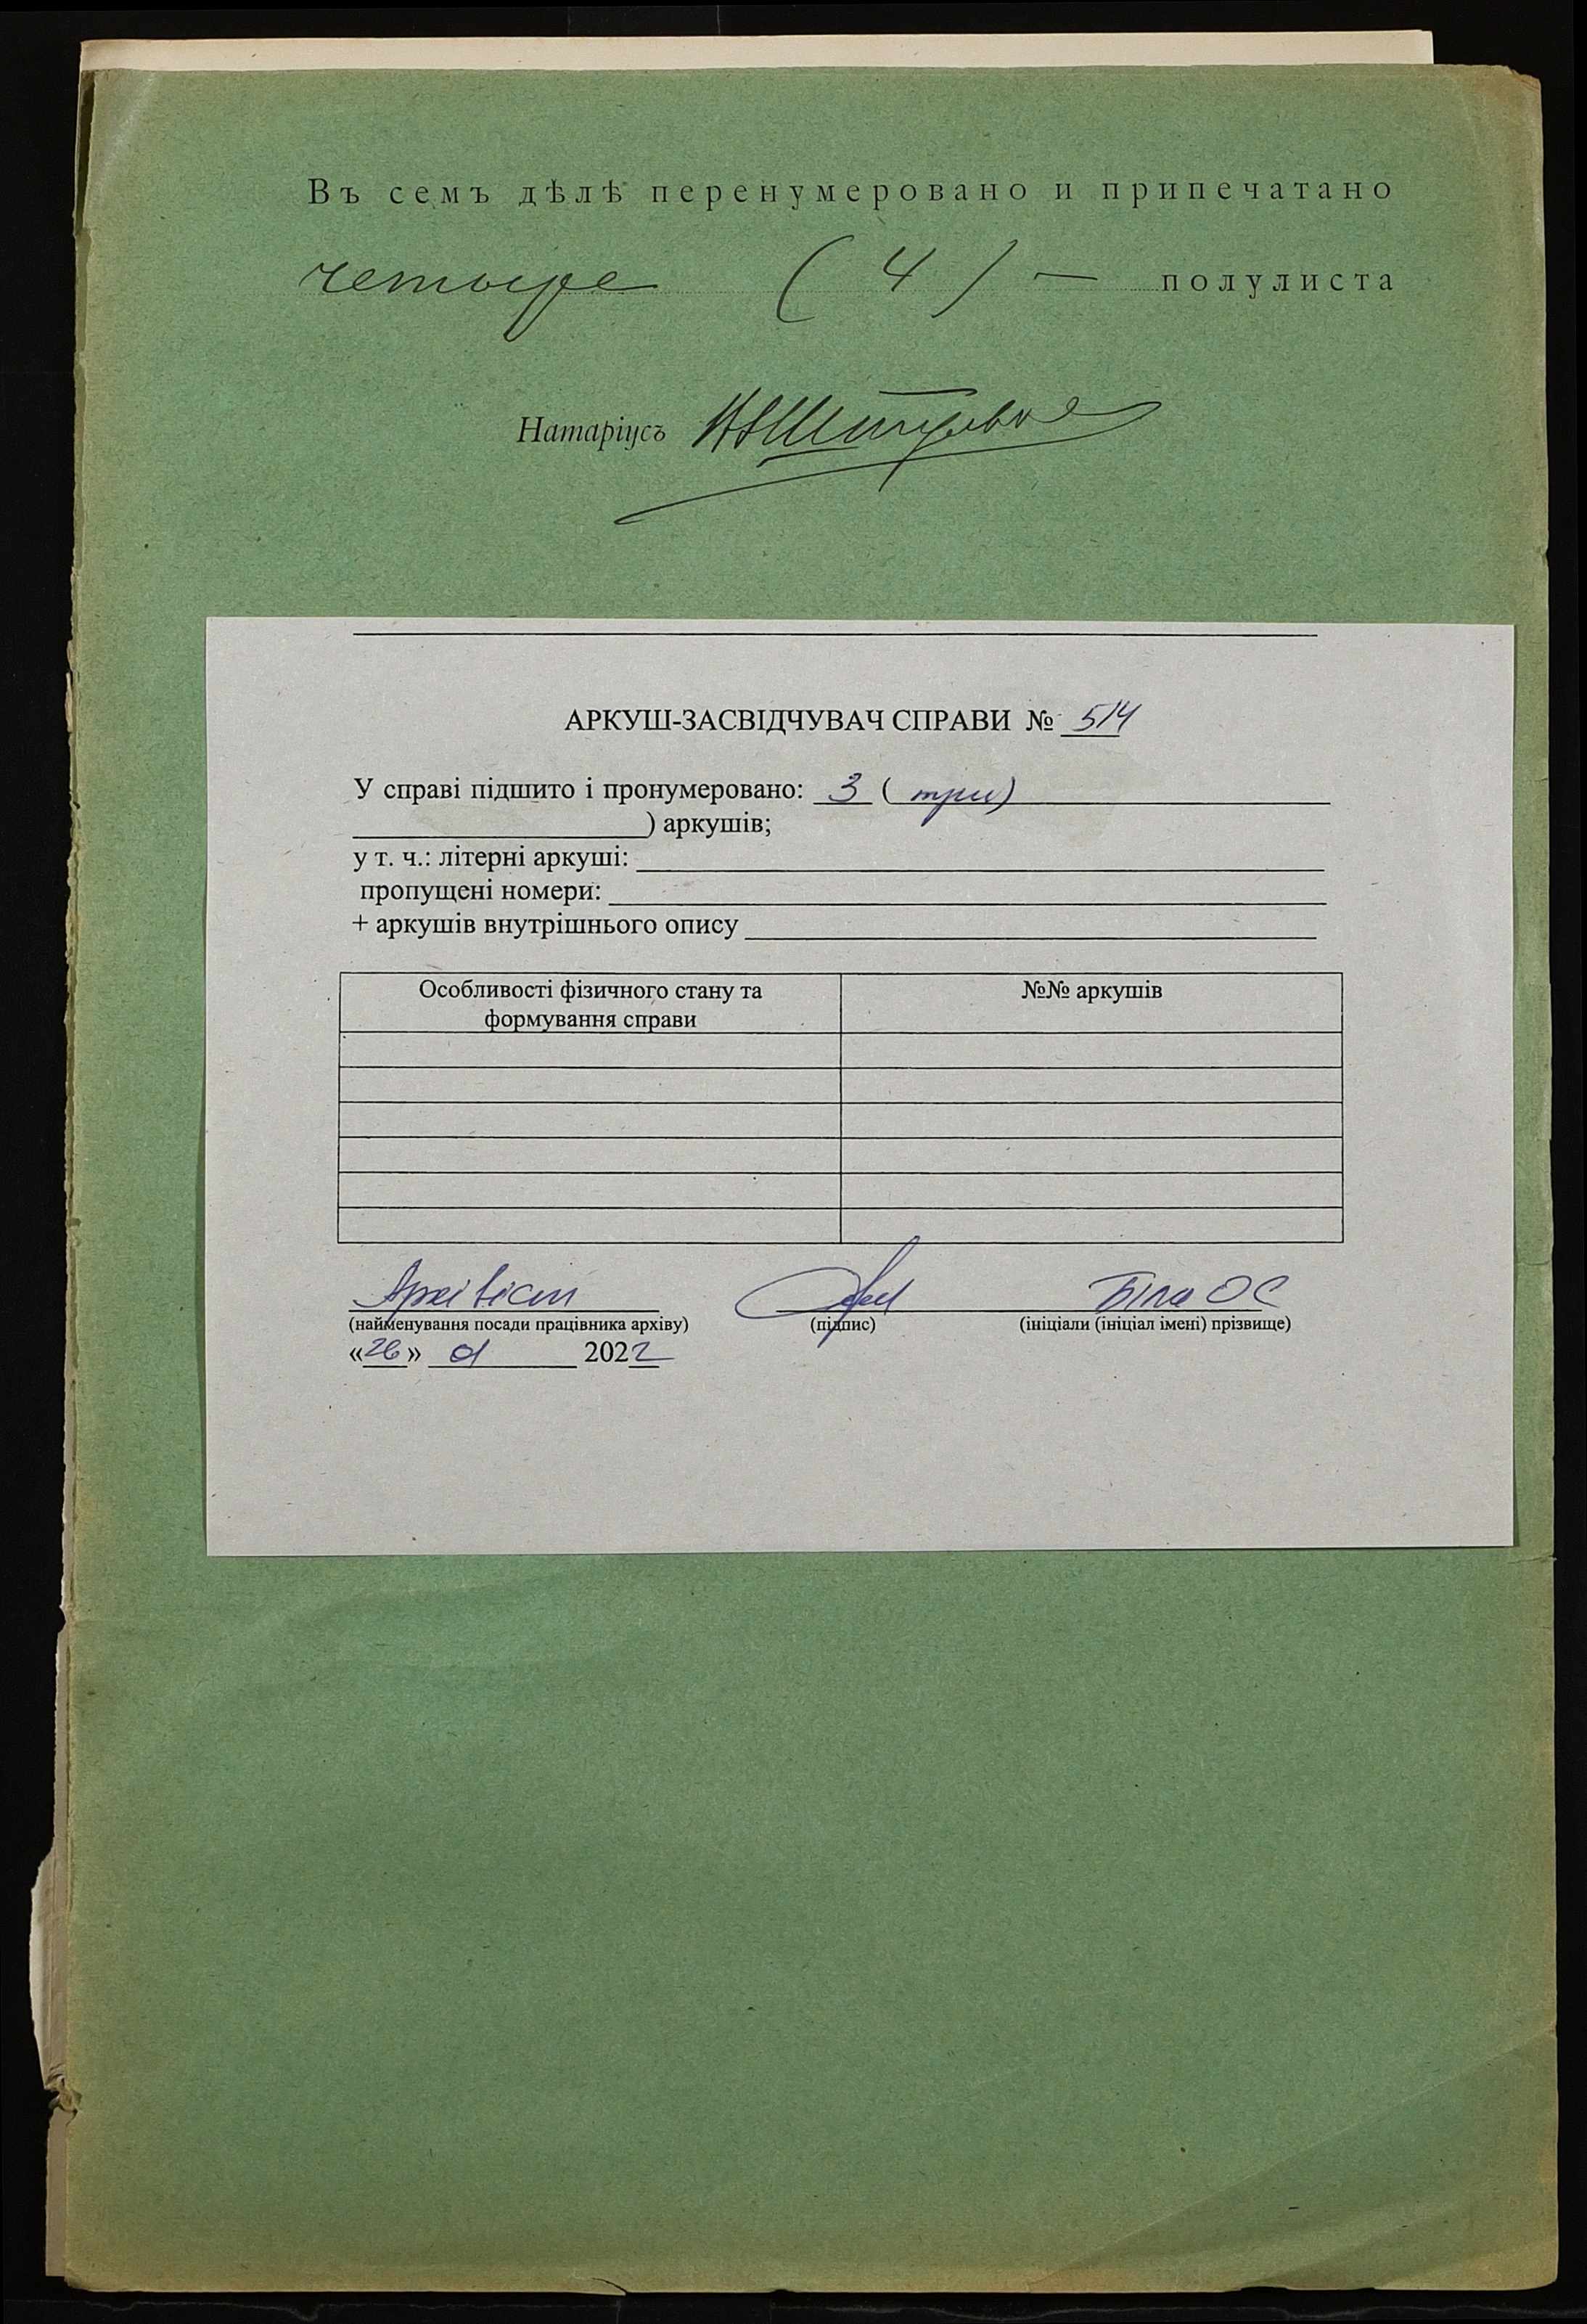 Въ семъ дѣлѣ перенумеровано и припечатано
четыре ( 4 ) — полулиста
Натаріусъ
АРКУШ-ЗАСВІДЧУВАЧ СПРАВИ № 514
У справі підшито і пронумеровано: 3 ( три)
) аркушів;
у т. ч.: літерні аркуші:
пропущені номери:
+ аркушів внутрішнього опису
Особливості фізичного стану та №№ аркушів
формування справи
Архівіст Біла ОС
(найменування посади працівника архіву) (підпис) (ініціали (ініціал імені) прізвище)
«26» 01 2022